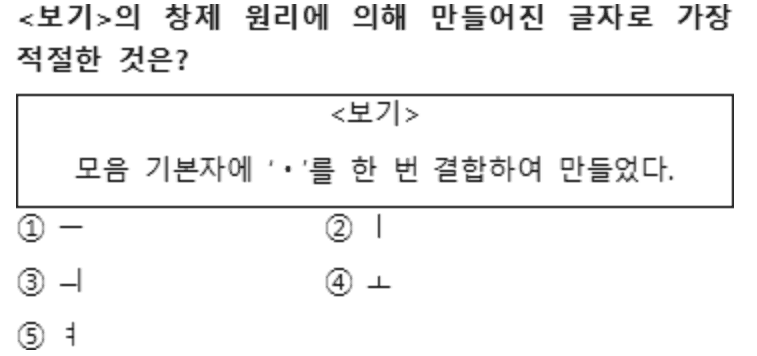 <보기>의 창제 원리에 의해 만들어진 글자로 가장
적절한 것은?
<보기>
모음 기본자에 ‘·’를 한 번 결합하여 만들었다.
① ㅡ ② ㅣ
③ ㅢ ④ ㅗ
⑤ ㅕ